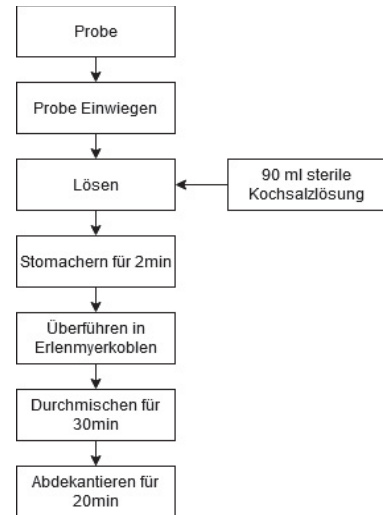 Probe
Probe Einwiegen
Lösen
90 ml sterile
Kochsalzlösung
Stomachern für 2min
Überführen in
Erlenmyerkoblen
Durchmischen für
30min
Abdekantieren für
20min